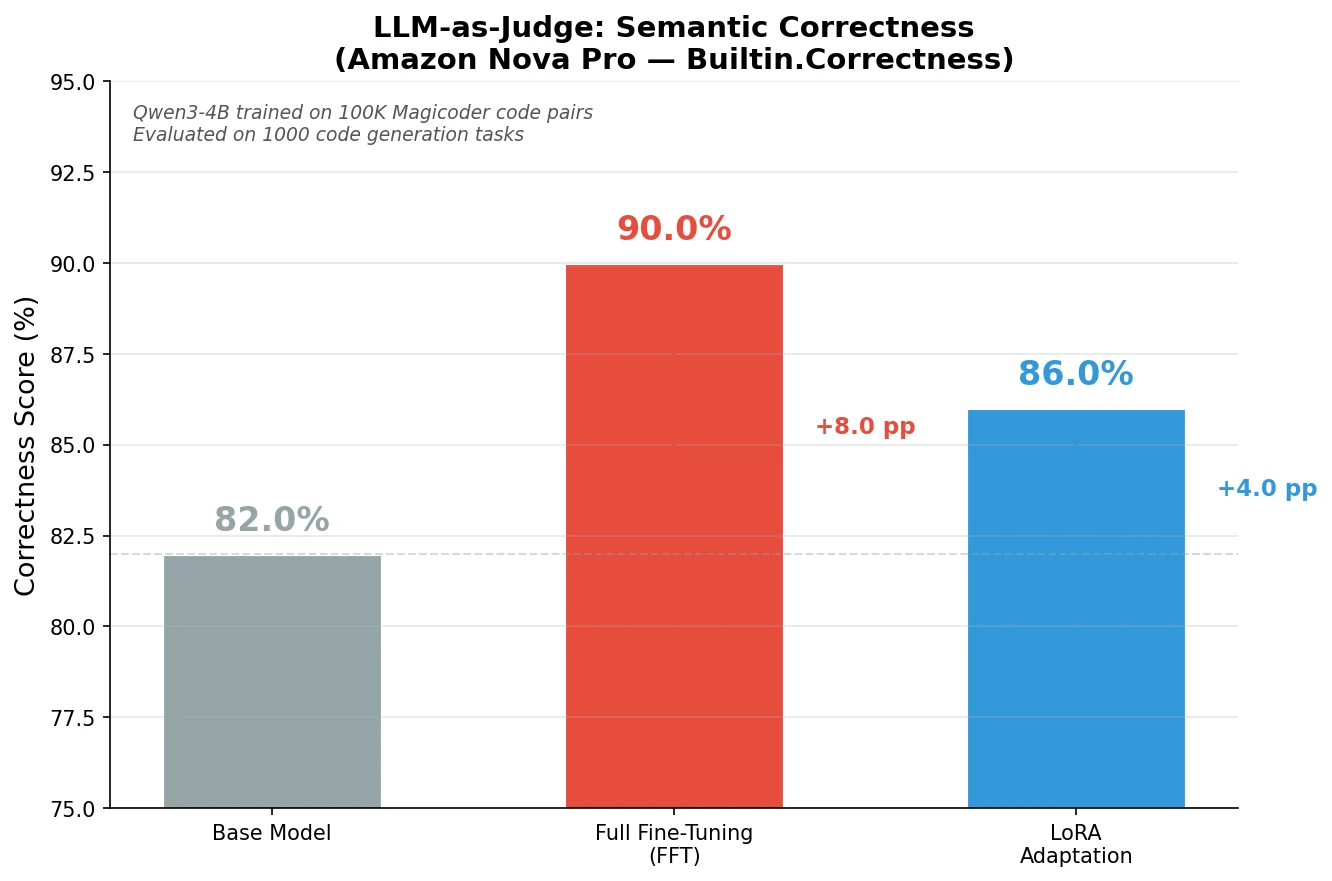 LLM-as-Judge: Semantic Correctness
(Amazon Nova Pro — Builtin.Correctness)
Qwen3-4B trained on 100K Magicoder code pairs
Evaluated on 1000 code generation tasks
Correctness Score (%)
95.0
92.5
90.0
87.5
85.0
82.5
80.0
77.5
75.0
82.0%
90.0%
+8.0 pp
86.0%
+4.0 pp
Base Model
Full Fine-Tuning
(FFT)
LoRA
Adaptation